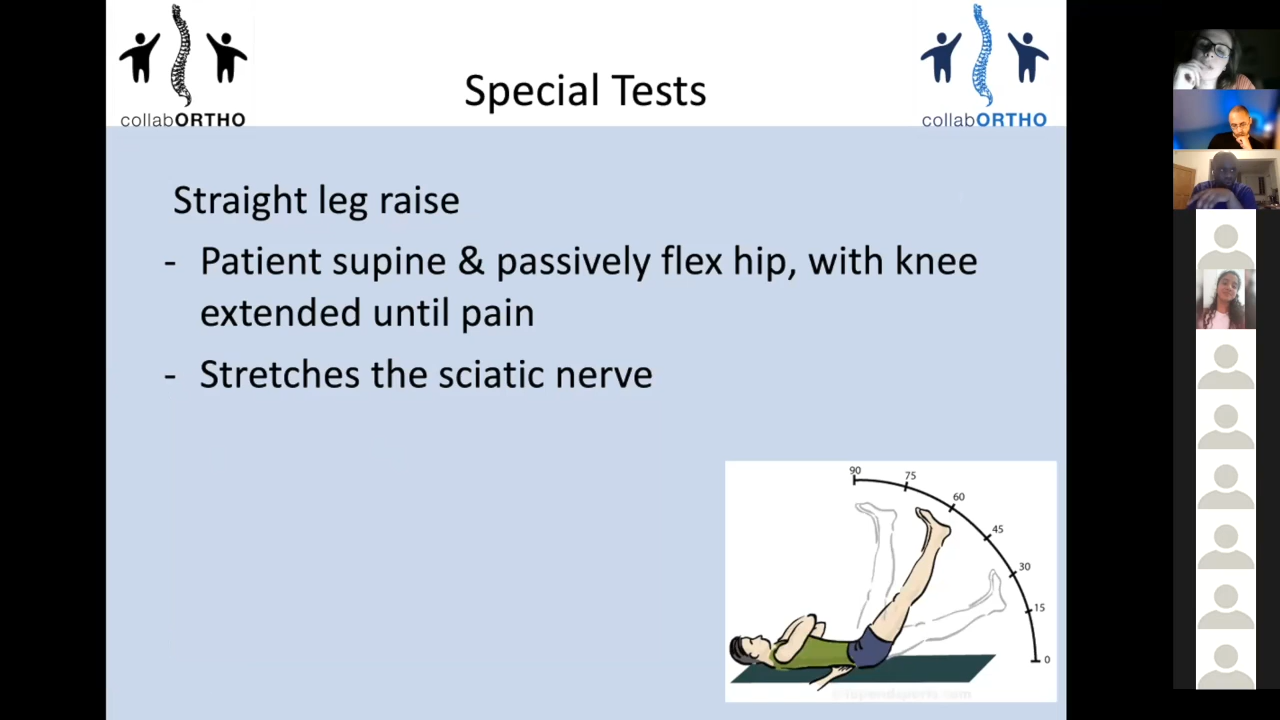 collabORTHO
Special Tests
collabORTHO
Straight leg raise
- Patient supine & passively flex hip, with knee
extended until pain
- Stretches the sciatic nerve
90
75
60
45
30
15
0